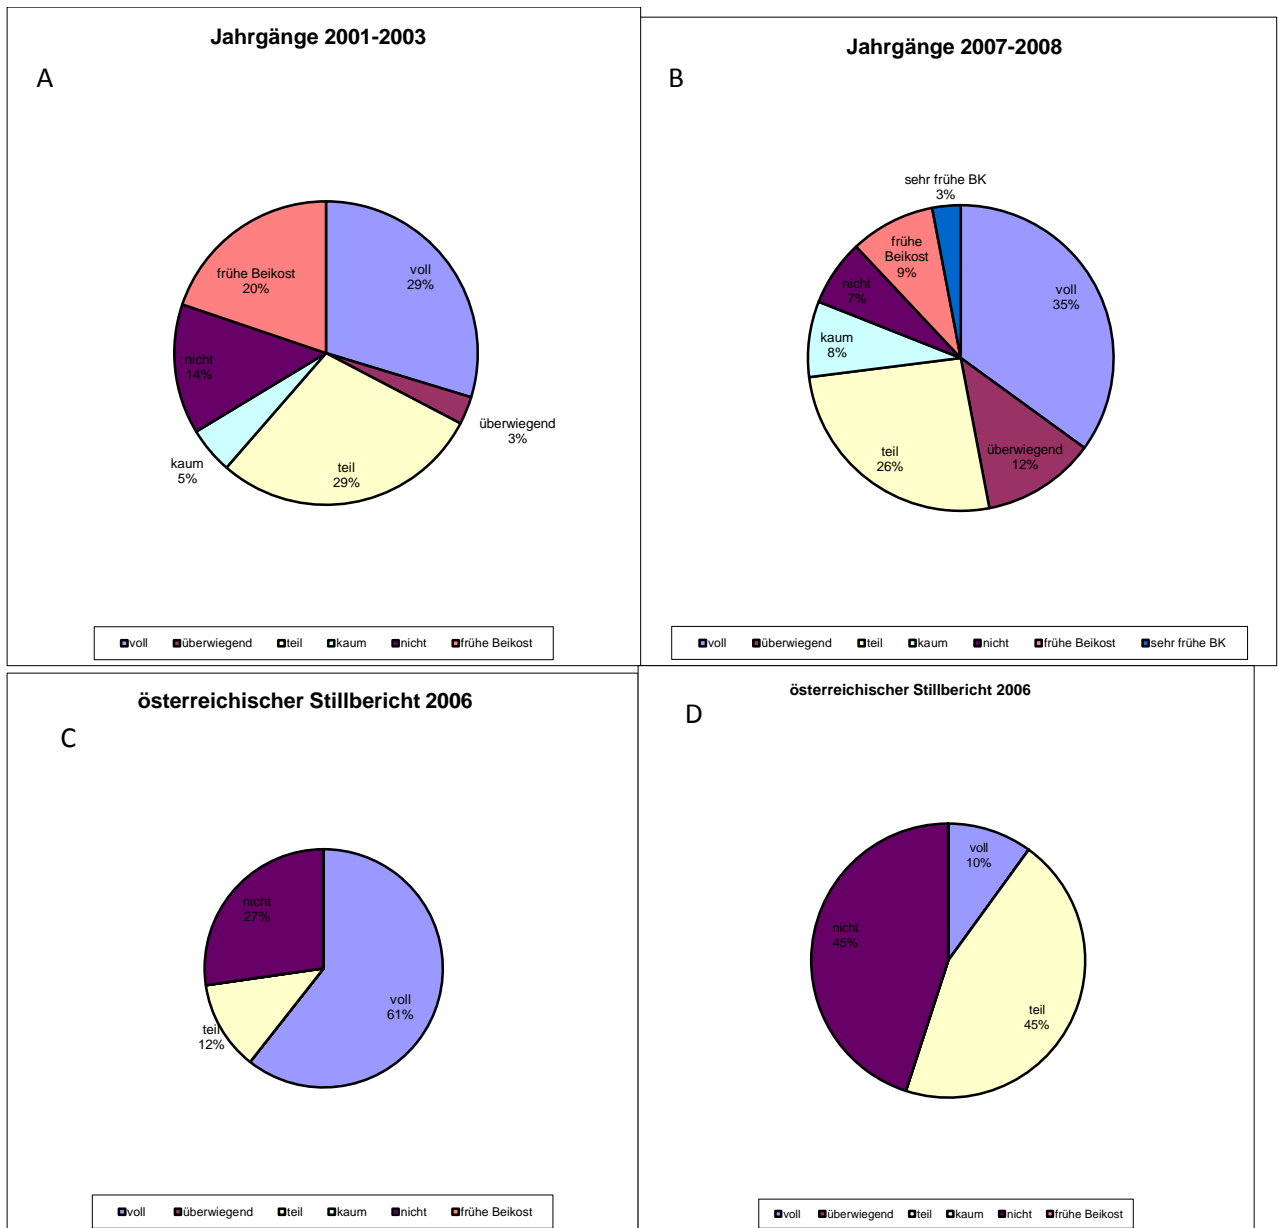 Jahrgänge 2001-2003
A
voll
29%
überwiegend
3%
teil
29%
kaum
5%
nicht
14%
frühe Beikost
20%
voll überwiegend teil kaum nicht frühe Beikost
Jahrgänge 2007-2008
B
sehr frühe BK
3%
voll
35%
überwiegend
12%
teil
26%
kaum
8%
nicht
7%
frühe
Beikost
9%
voll überwiegend teil kaum nicht frühe Beikost sehr frühe BK
österreichischer Stillbericht 2006
C
voll
61%
teil
12%
nicht
27%
voll überwiegend teil kaum nicht frühe Beikost
österreichischer Stillbericht 2006
D
voll
10%
teil
45%
nicht
45%
voll überwiegend teil kaum nicht frühe Beikost